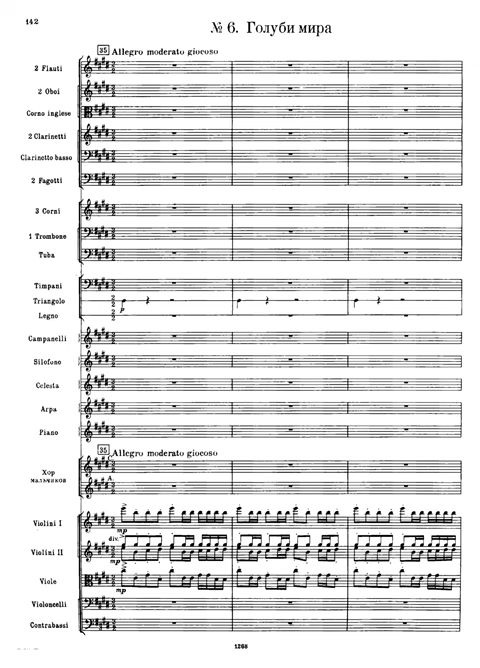 142
№ 6. Голуби мира
35 Allegro moderato giocoso
2 Flauti
2 Oboi
Corno inglese
2 Clarinetti
Clarinetto basso
2 Fagotti
3 Corni
1 Trombone
Tuba
Timpani
Triangolo
p
Legno
Campanelli
Silofono
Celesta
Arpa
Piano
35 Allegro moderato giocoso
Хор
мальчиков
A.
Violini I
mp
div.
Violini II
mp
Viole
mp
Violoncelli
Contrabassi
1268